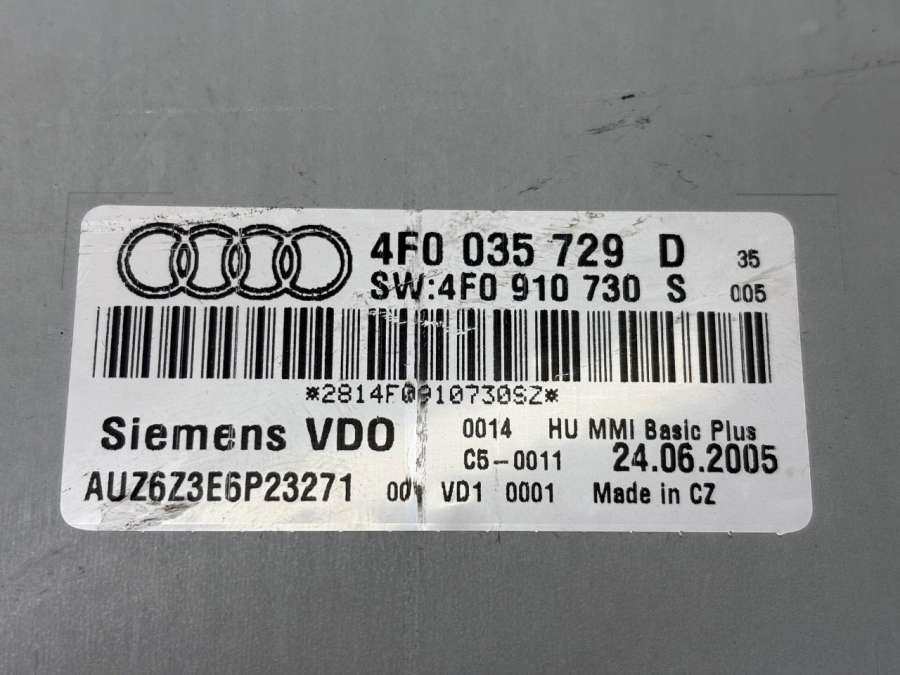 4F0 035 729 D 35
SW:4F0 910 730 S 005
*2814F0910730SZ*
Siemens VDO 0014 HU MMI Basic Plus
C5-0011 24.06.2005
AUZ6Z3E6P23271 001 VD1 0001 Made in CZ